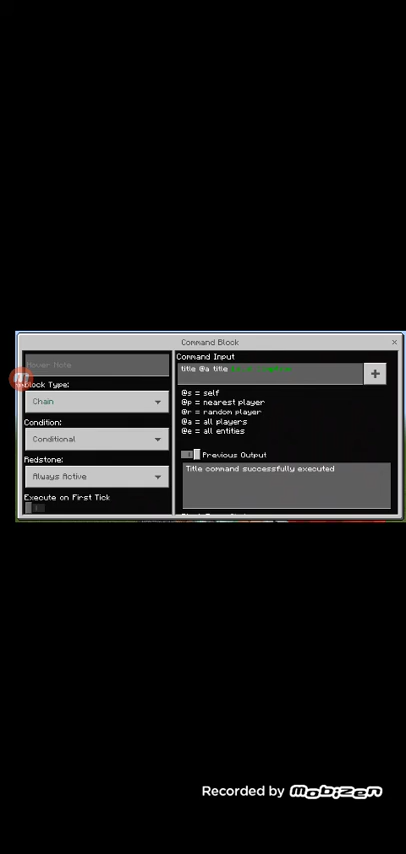 Command Block
Hover Note
Block Type:
Chain
Condition:
Conditional
Redstone:
Always Active
Execute on First Tick
Command Input
title @a title
@s = self
@p = nearest player
@r = random player
@a = all players
@e = all entities
Previous Output
Title command successfully executed
Recorded by Mobizen